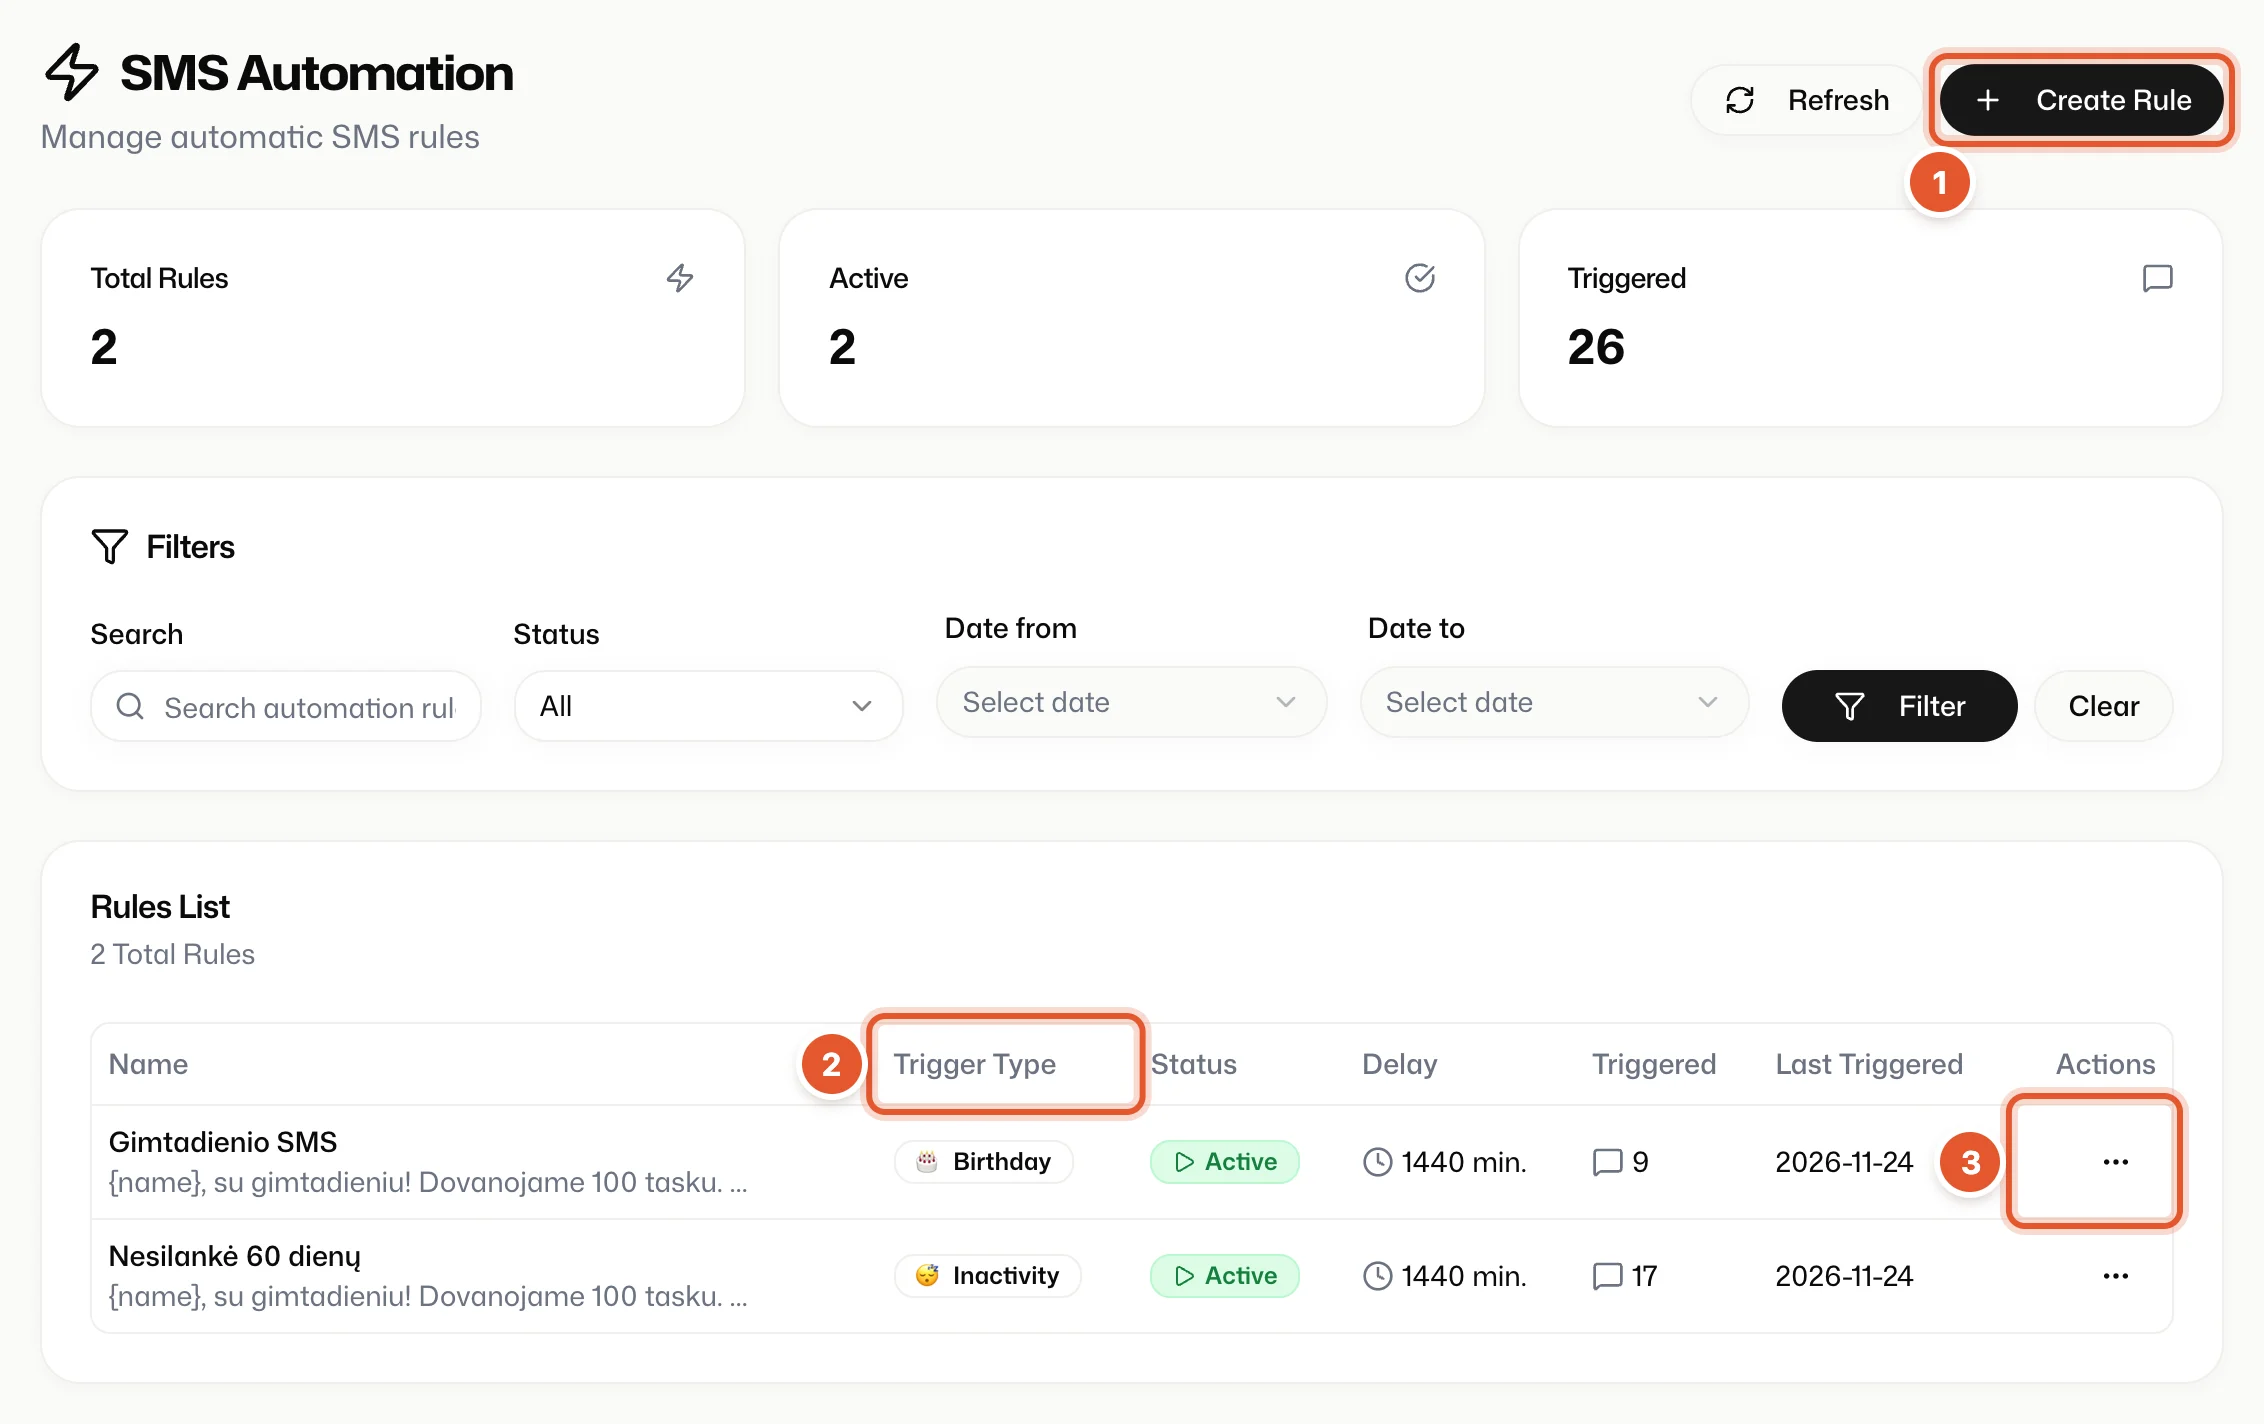 SMS Automation
Manage automatic SMS rules
Refresh
Create Rule
1
Total Rules
2
Active
2
Triggered
26
Filters
Search
Status
Date from
Date to
Search automation rul
All
Select date
Select date
Filter
Clear
Rules List
2 Total Rules
2
Name
Trigger Type
Status
Delay
Triggered
Last Triggered
Actions
Gimtadienio SMS
{name}, su gimtadieniu! Dovanojame 100 tasku. ...
Birthday
Active
1440 min.
9
2026-11-24
3
Nesilankė 60 dienų
{name}, su gimtadieniu! Dovanojame 100 tasku. ...
Inactivity
Active
1440 min.
17
2026-11-24